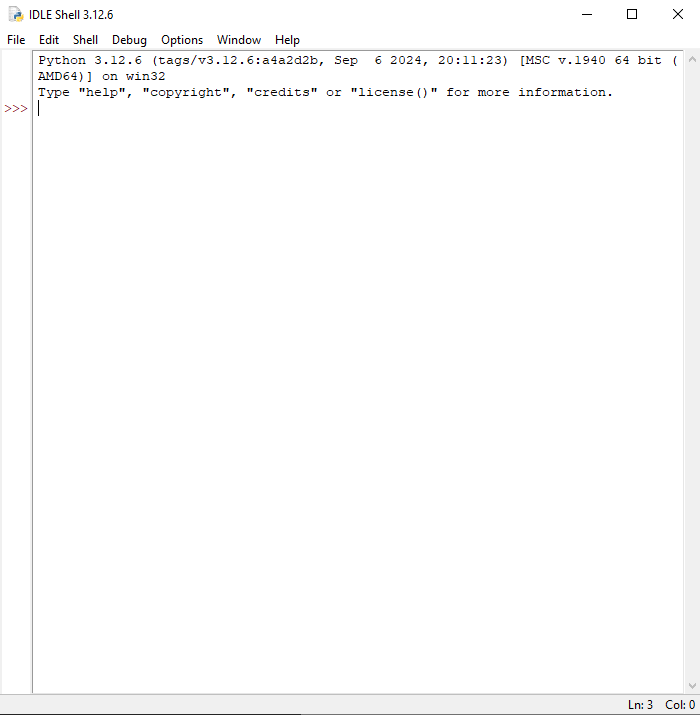 IDLE Shell 3.12.6
File Edit Shell Debug Options Window Help
Python 3.12.6 (tags/v3.12.6:a4a2d2b, Sep  6 2024, 20:11:23) [MSC v.1940 64 bit (
AMD64)] on win32
Type "help", "copyright", "credits" or "license()" for more information.
>>>
Ln: 3 Col: 0